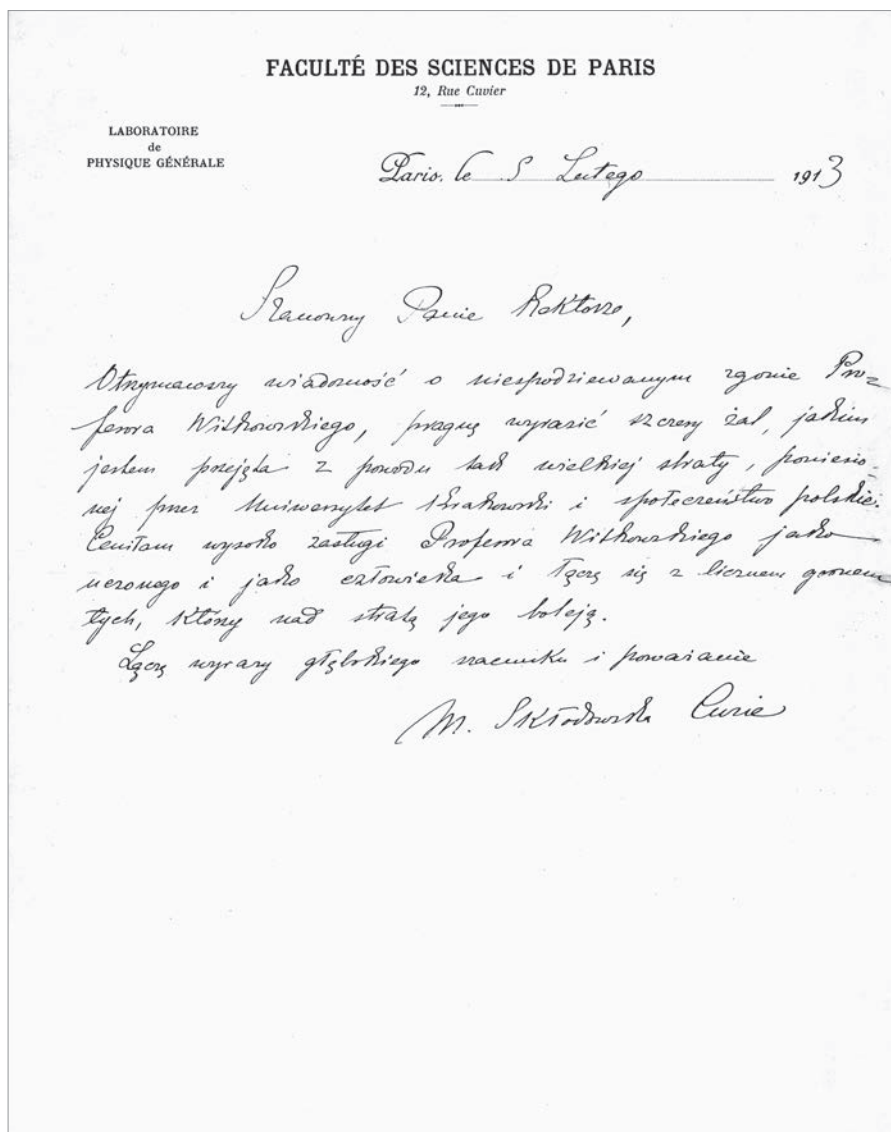 FACULTÉ DES SCIENCES DE PARIS
12, Rue Cuvier
LABORATOIRE
de
PHYSIQUE GÉNÉRALE
Paris, le 5 Lutego 1913
Szanowny Panie Rektorze,
Otrzymawszy wiadomość o niespodziewanym zgonie Pro=
fesora Witkowskiego, pragnę wyrazić szczery żal, jakim
jestem przejęta z powodu tak wielkiej straty, poniesio-
nej przez Uniwersytet Krakowski i społeczeństwo polskie.
Ceniłam wysoko zasługi Profesora Witkowskiego jako
uczonego i jako człowieka i łączę się z licznem gronem
tych, którzy nad stratą jego boleją.
Łączę wyrazy głębokiego szacunku i poważanie
M. Skłodowska Curie